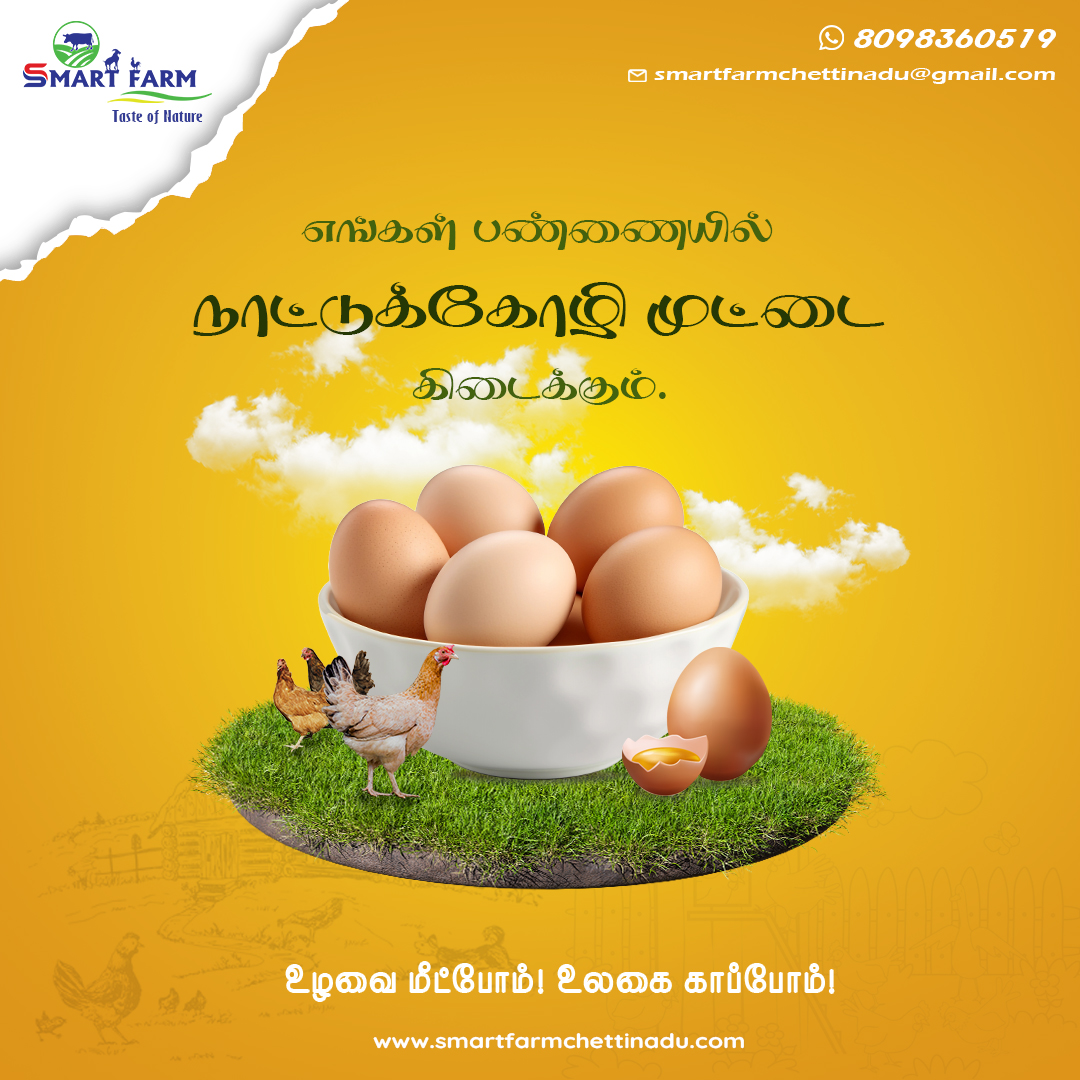 SMART FARM
Taste of Nature
8098360519
smartfarmchettinadu@gmail.com
எங்கள் பண்ணையில்
நாட்டுக்கோழி முட்டை
கிடைக்கும்.
உழவை மீட்போம்! உலகை காப்போம்!
www.smartfarmchettinadu.com